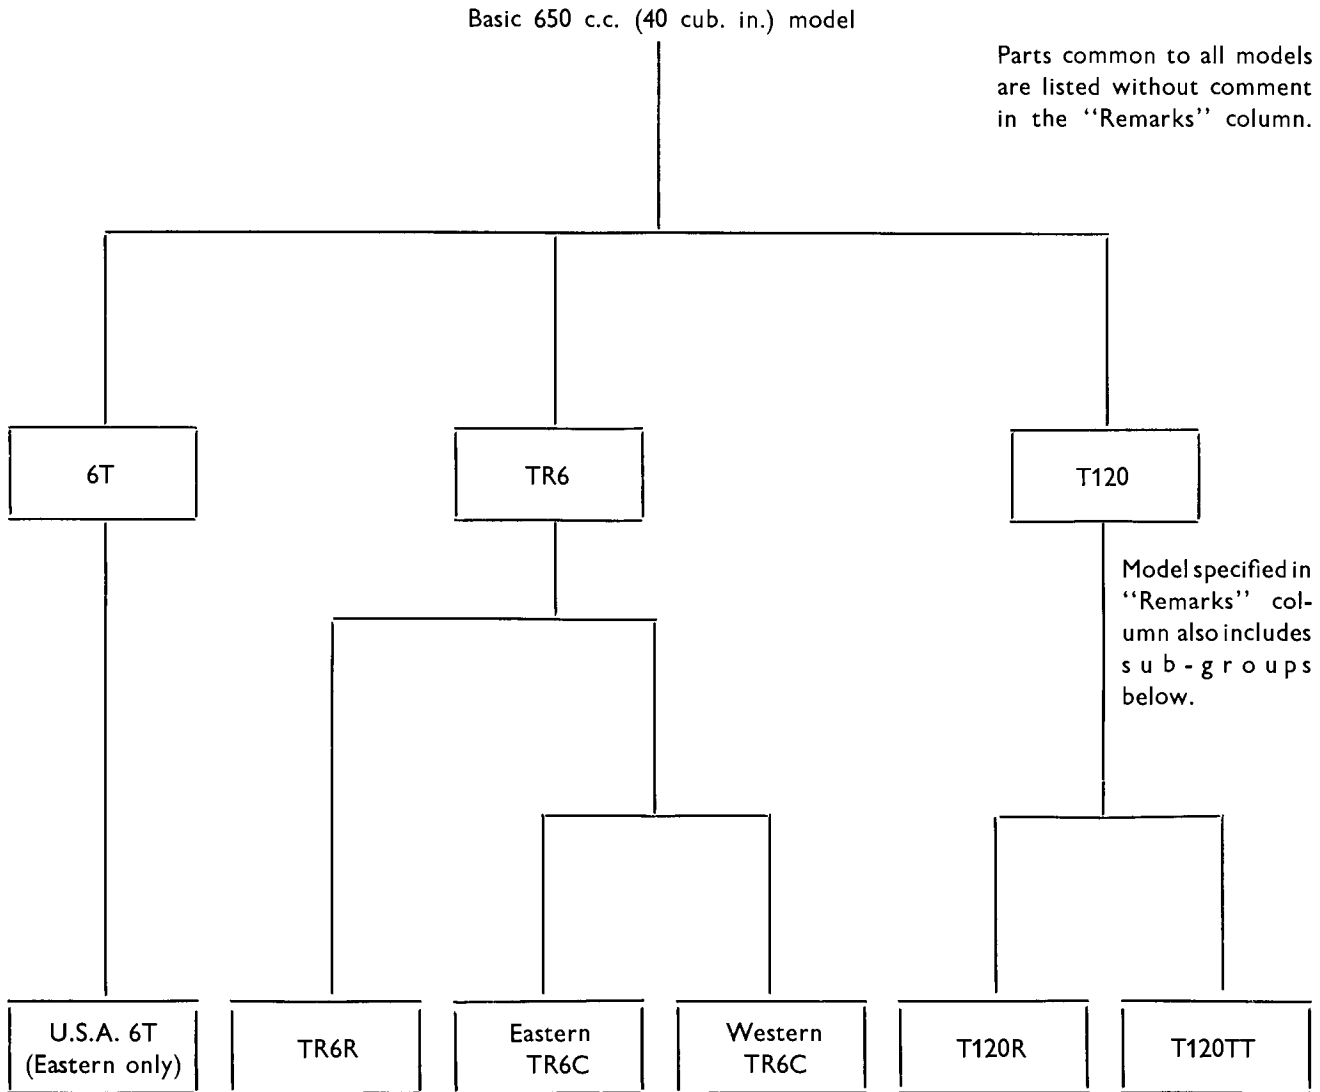 Basic 650 c.c. (40 cub. in.) model
Parts common to all models
are listed without comment
in the “Remarks” column.
6T
TR6
T120
Model specified in
“Remarks” col-
umn also includes
sub-groups
below.
U.S.A. 6T
(Eastern only)
TR6R
Eastern
TR6C
Western
TR6C
T120R
T120TT